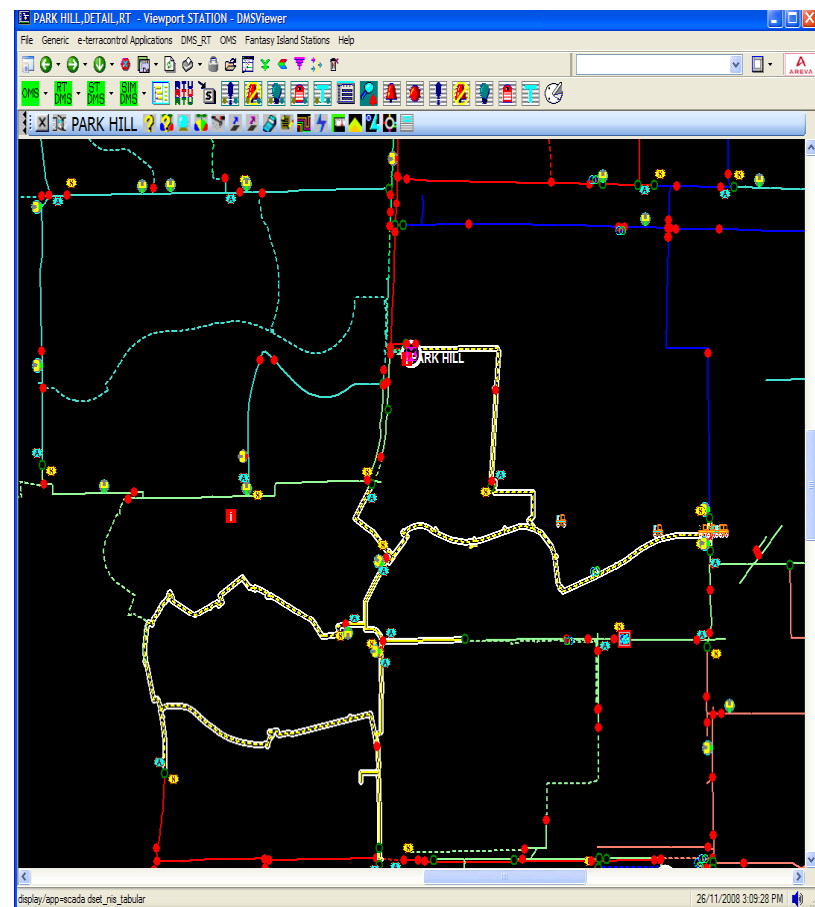 PARK HILL,DETAIL,RT - Viewport STATION - DMSViewer
File Generic e-terracontrol Applications DMS_RT OMS Fantasy Island Stations Help
A
AREVA
OMS RT DMS ST DMS SIM DMS
PARK HILL
PARK HILL
i
display/app=scada dset_nis_tabular
26/11/2008 3:09:28 PM